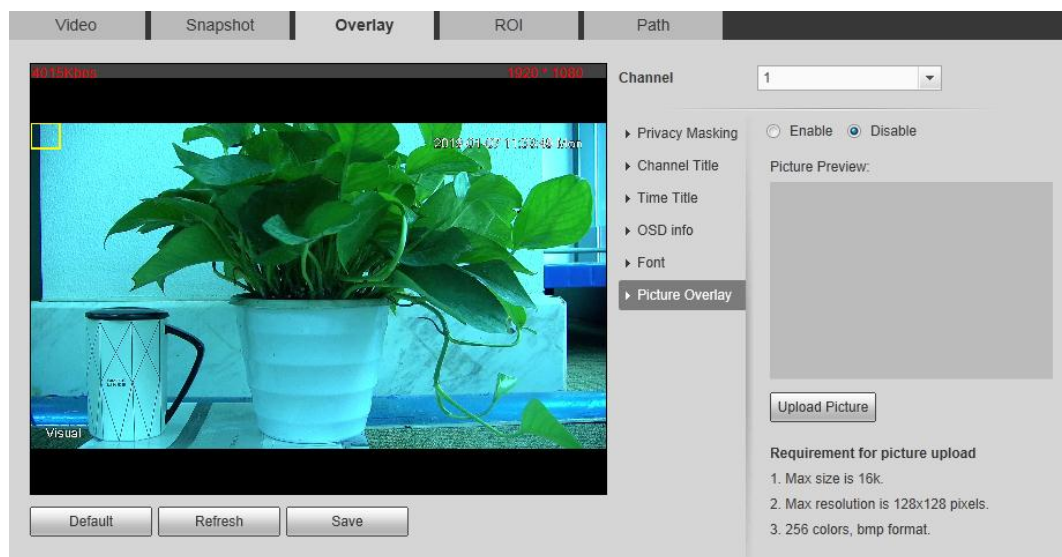 Video Snapshot Overlay ROI Path
4015Kbps 1920 * 1080
Channel 1
Privacy Masking
Enable Disable
Channel Title
Picture Preview:
Time Title
OSD info
Font
Picture Overlay
Visual
Upload Picture
Requirement for picture upload
1. Max size is 16k.
2. Max resolution is 128x128 pixels.
3. 256 colors, bmp format.
Default Refresh Save